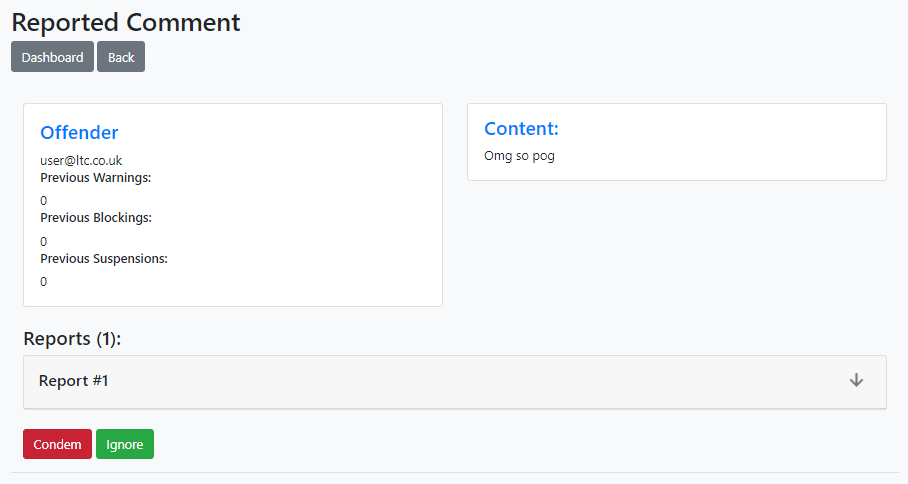 Reported Comment
Dashboard Back
Offender
user@ltc.co.uk
Previous Warnings:
0
Previous Blockings:
0
Previous Suspensions:
0
Content:
Omg so pog
Reports (1):
Report #1
Condem Ignore